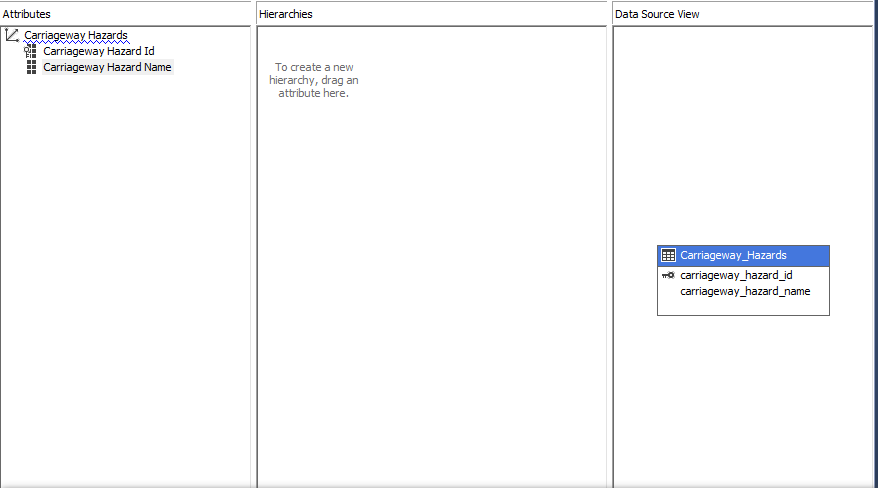 Attributes
Carriageway Hazards
Carriageway Hazard Id
Carriageway Hazard Name
Hierarchies
To create a new
hierarchy, drag an
attribute here.
Data Source View
Carriageway_Hazards
carriageway_hazard_id
carriageway_hazard_name